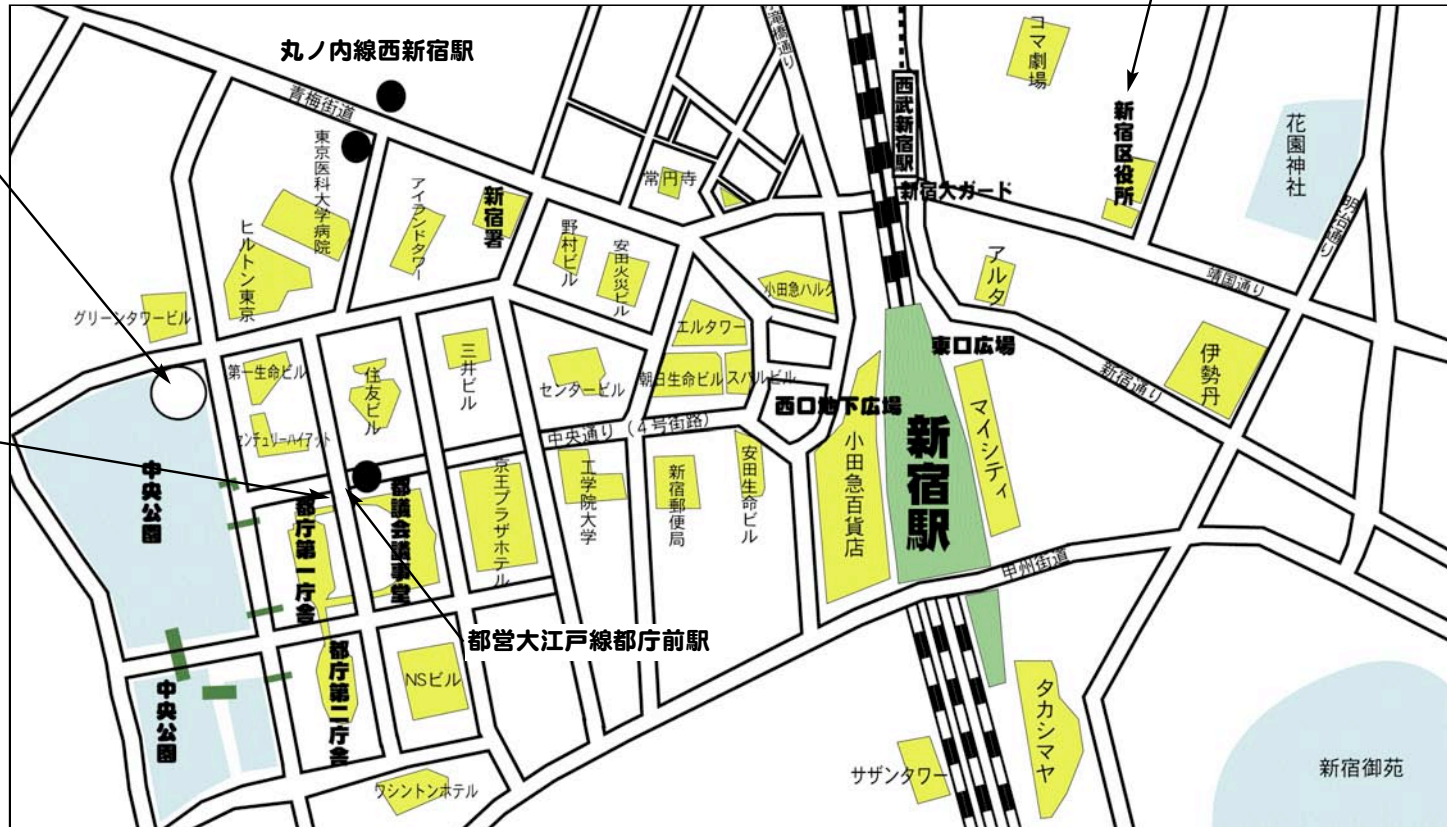 丸ノ内線西新宿駅
青梅街道
東京医科大学病院
アイランドタワー
新宿署
ヒルトン東京
グリーンタワービル
野村ビル
安田火災ビル
常円寺
小滝橋通り
西武新宿駅
新宿大ガード
コマ劇場
新宿区役所
花園神社
明治通り
靖国通り
アルタ
小田急ハルク
エルタワー
東口広場
新宿通り
伊勢丹
第一生命ビル
住友ビル
三井ビル
センタービル
朝日生命ビル
スバルビル
西口地下広場
マイシティ
センチュリーハイアット
中央通り(4号街路)
新宿駅
小田急百貨店
中央公園
都庁第一庁舎
都議会議事堂
京王プラザホテル
工学院大学
新宿郵便局
安田生命ビル
甲州街道
都営大江戸線都庁前駅
中央公園
都庁第二庁舎
NSビル
ワシントンホテル
サザンタワー
タカシマヤ
新宿御苑